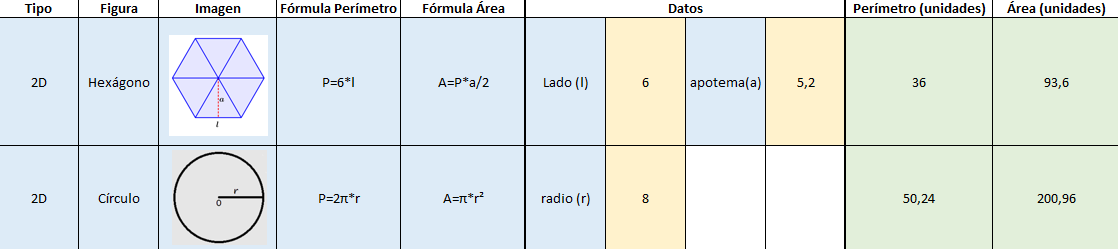 Tipo Figura Imagen Fórmula Perímetro Fórmula Área Datos Perímetro (unidades) Área (unidades)
2D Hexágono a l P=6*l A=P*a/2 Lado (l) 6 apotema(a) 5,2 36 93,6
2D Círculo r 0 P=2π*r A=π*r² radio (r) 8 50,24 200,96